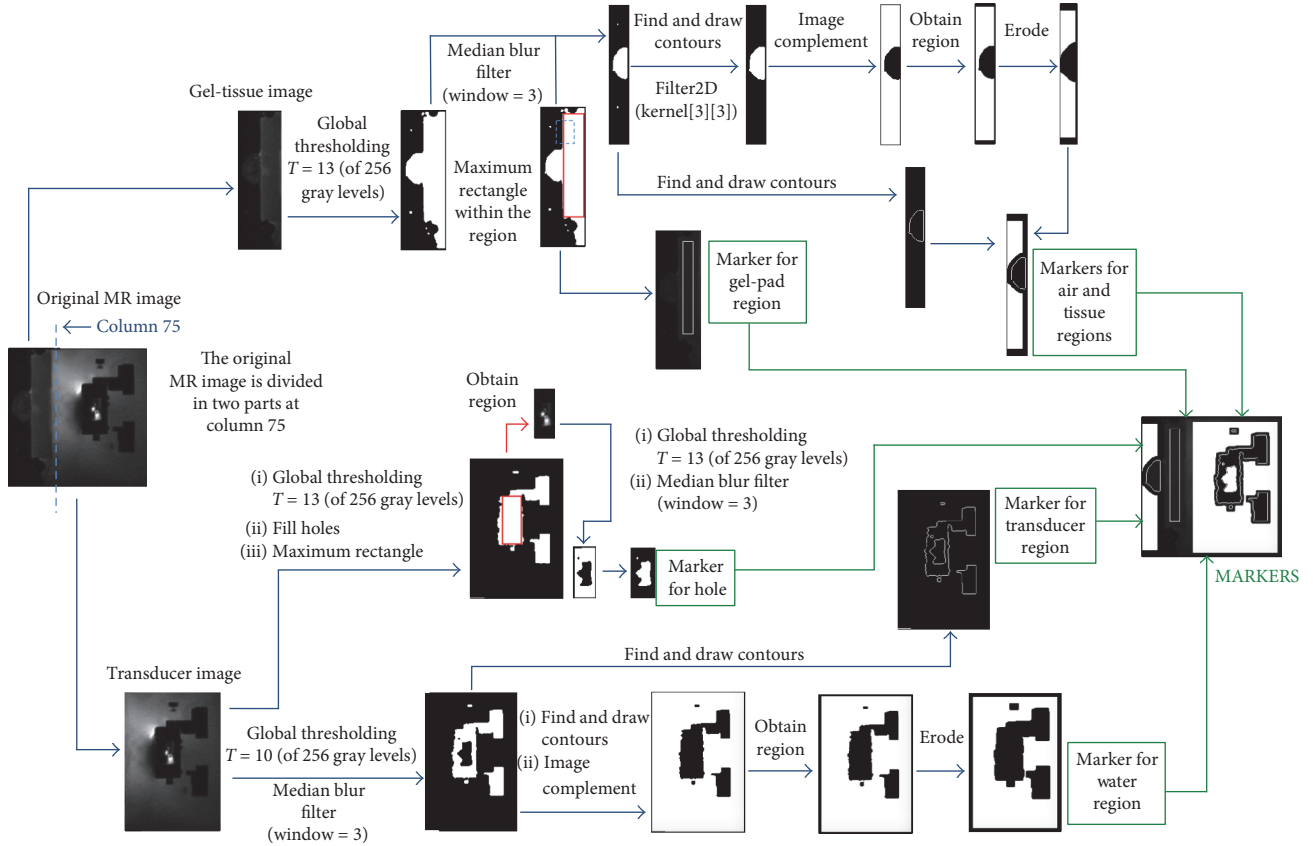 Find and draw
contours
Filter2D
(kernel[3][3])
Image
complement
Obtain
region
Erode
Median blur
filter
(window = 3)
Gel-tissue image
Global
thresholding
T = 13 (of 256
gray levels)
Maximum
rectangle
within the
region
Find and draw contours
Marker for
gel-pad
region
Markers for
air and
tissue
regions
Original MR image
Column 75
The original
MR image is divided
in two parts at
column 75
Obtain
region
(i) Global thresholding
T = 13 (of 256 gray levels)
(ii) Fill holes
(iii) Maximum rectangle
(i) Global thresholding
T = 13 (of 256 gray levels)
(ii) Median blur filter
(window = 3)
Marker
for hole
Marker for
transducer
region
MARKERS
Transducer image
Find and draw contours
Global thresholding
T = 10 (of 256 gray levels)
Median blur
filter
(window = 3)
(i) Find and draw
contours
(ii) Image
complement
Obtain
region
Erode
Marker for
water
region